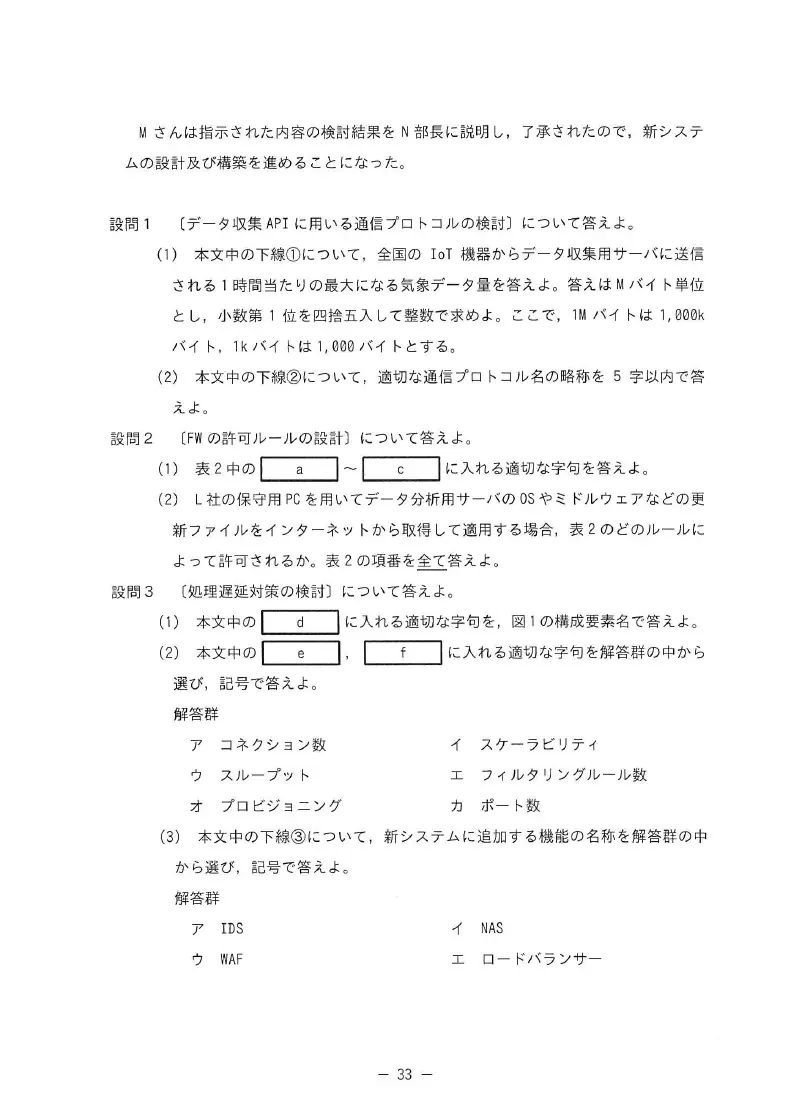 M さんは指示された内容の検討結果を N 部長に説明し，了承されたので，新システ
ムの設計及び構築を進めることになった。
設問１ 〔データ収集 API に用いる通信プロトコルの検討〕について答えよ。
(1) 本文中の下線①について，全国の IoT 機器からデータ収集用サーバに送信
される 1 時間当たりの最大になる気象データ量を答えよ。答えは M バイト単位
とし，小数第 1 位を四捨五入して整数で求めよ。ここで，1M バイトは 1,000k
バイト，1k バイトは 1,000 バイトとする。
(2) 本文中の下線②について，適切な通信プロトコル名の略称を 5 字以内で答
えよ。
設問２ 〔FW の許可ルールの設計〕について答えよ。
(1) 表 2 中の a ～ c に入れる適切な字句を答えよ。
(2) L 社の保守用 PC を用いてデータ分析用サーバの OS やミドルウェアなどの更
新ファイルをインターネットから取得して適用する場合，表 2 のどのルールに
よって許可されるか。表 2 の項番を全て答えよ。
設問３ 〔処理遅延対策の検討〕について答えよ。
(1) 本文中の d に入れる適切な字句を，図 1 の構成要素名で答えよ。
(2) 本文中の e ， f に入れる適切な字句を解答群の中から
選び，記号で答えよ。
解答群
ア コネクション数 イ スケーラビリティ
ウ スループット エ フィルタリングルール数
オ プロビジョニング カ ポート数
(3) 本文中の下線③について，新システムに追加する機能の名称を解答群の中
から選び，記号で答えよ。
解答群
ア IDS イ NAS
ウ WAF エ ロードバランサー
－ 33 －